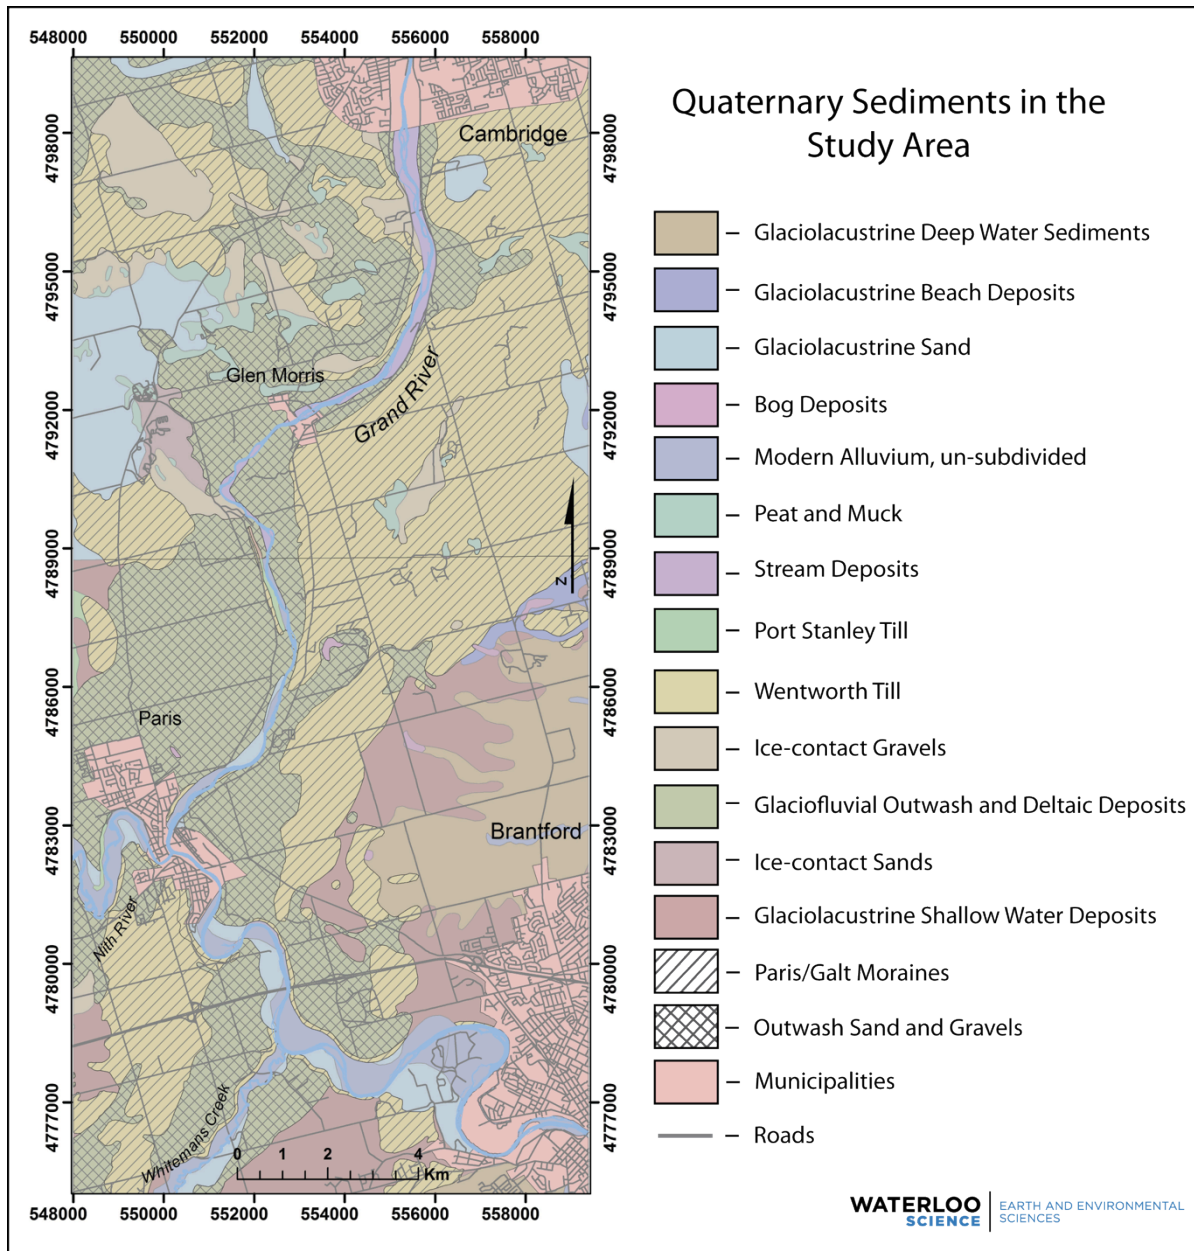 548000 550000 552000 554000 556000 558000
Quaternary Sediments in the
Study Area
4798000
Cambridge
4798000
Glaciolacustrine Deep Water Sediments
4795000
4795000
Glaciolacustrine Beach Deposits
Glaciolacustrine Sand
Glen Morris
Grand River
Bog Deposits
4792000
4792000
Modern Alluvium, un-subdivided
Peat and Muck
4789000
4789000
N
Stream Deposits
Port Stanley Till
4786000
4786000
Wentworth Till
Paris
Ice-contact Gravels
Glaciofluvial Outwash and Deltaic Deposits
4783000
Brantford
4783000
Ice-contact Sands
Nith River
Glaciolacustrine Shallow Water Deposits
4780000
4780000
Paris/Galt Moraines
Outwash Sand and Gravels
4777000
Whitemans Creek
4777000
Municipalities
Roads
0 1 2 4
Km
548000 550000 552000 554000 556000 558000
WATERLOO
SCIENCE
EARTH AND ENVIRONMENTAL
SCIENCES